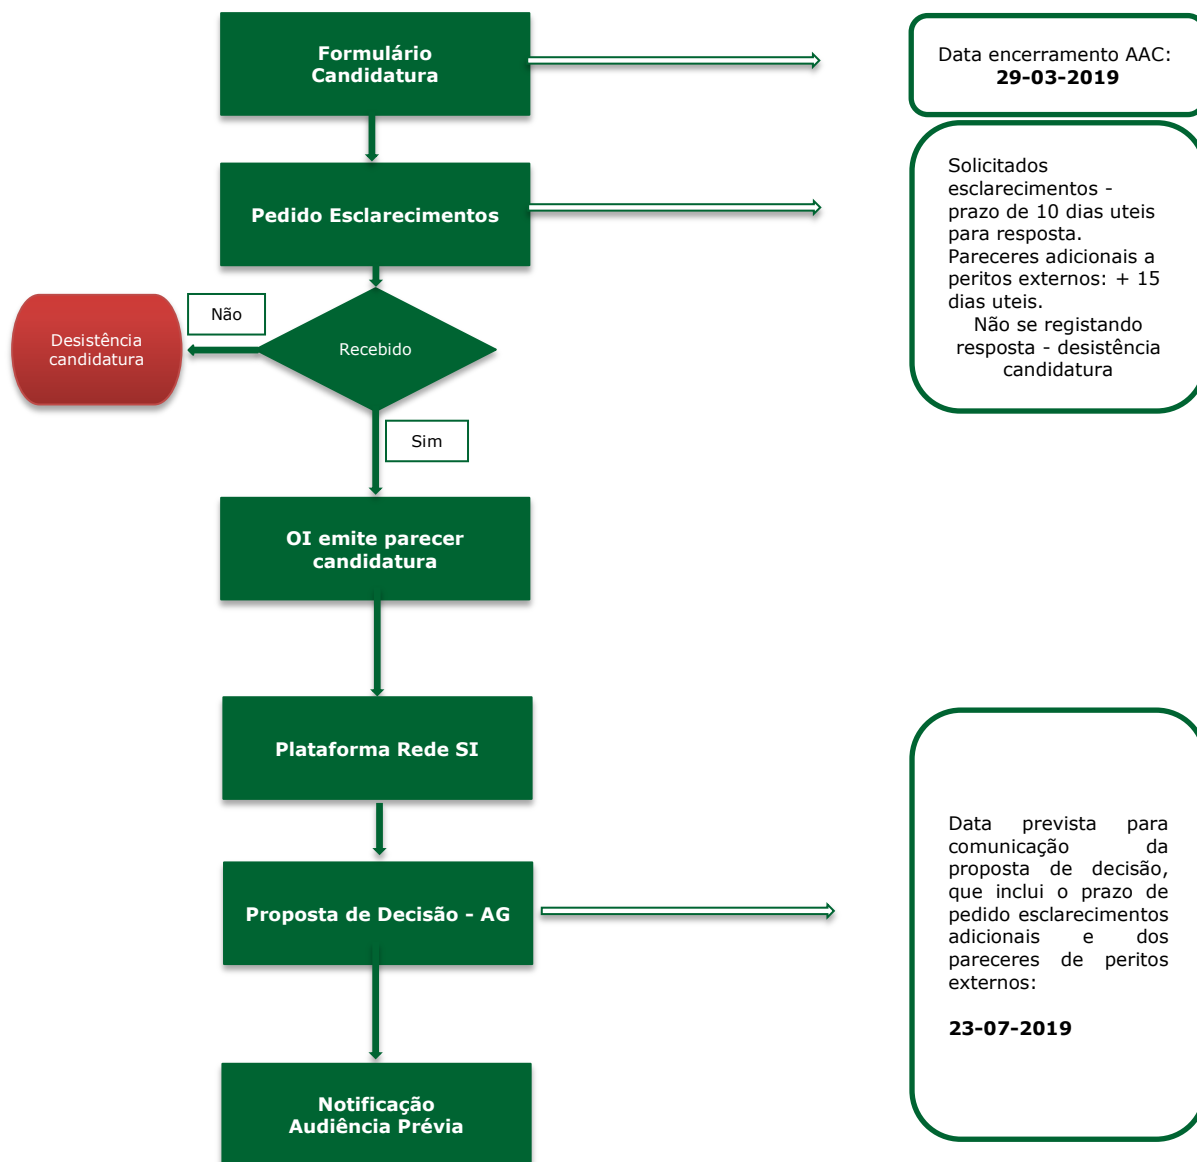 Formulário
Candidatura
Data encerramento AAC:
29-03-2019
Pedido Esclarecimentos
Solicitados
esclarecimentos -
prazo de 10 dias uteis
para resposta.
Pareceres adicionais a
peritos externos: + 15
dias uteis.
Não se registando
resposta - desistência
candidatura
Não
Desistência
candidatura
Recebido
Sim
OI emite parecer
candidatura
Plataforma Rede SI
Proposta de Decisão - AG
Data prevista para
comunicação da
proposta de decisão,
que inclui o prazo de
pedido esclarecimentos
adicionais e dos
pareceres de peritos
externos:
23-07-2019
Notificação
Audiência Prévia